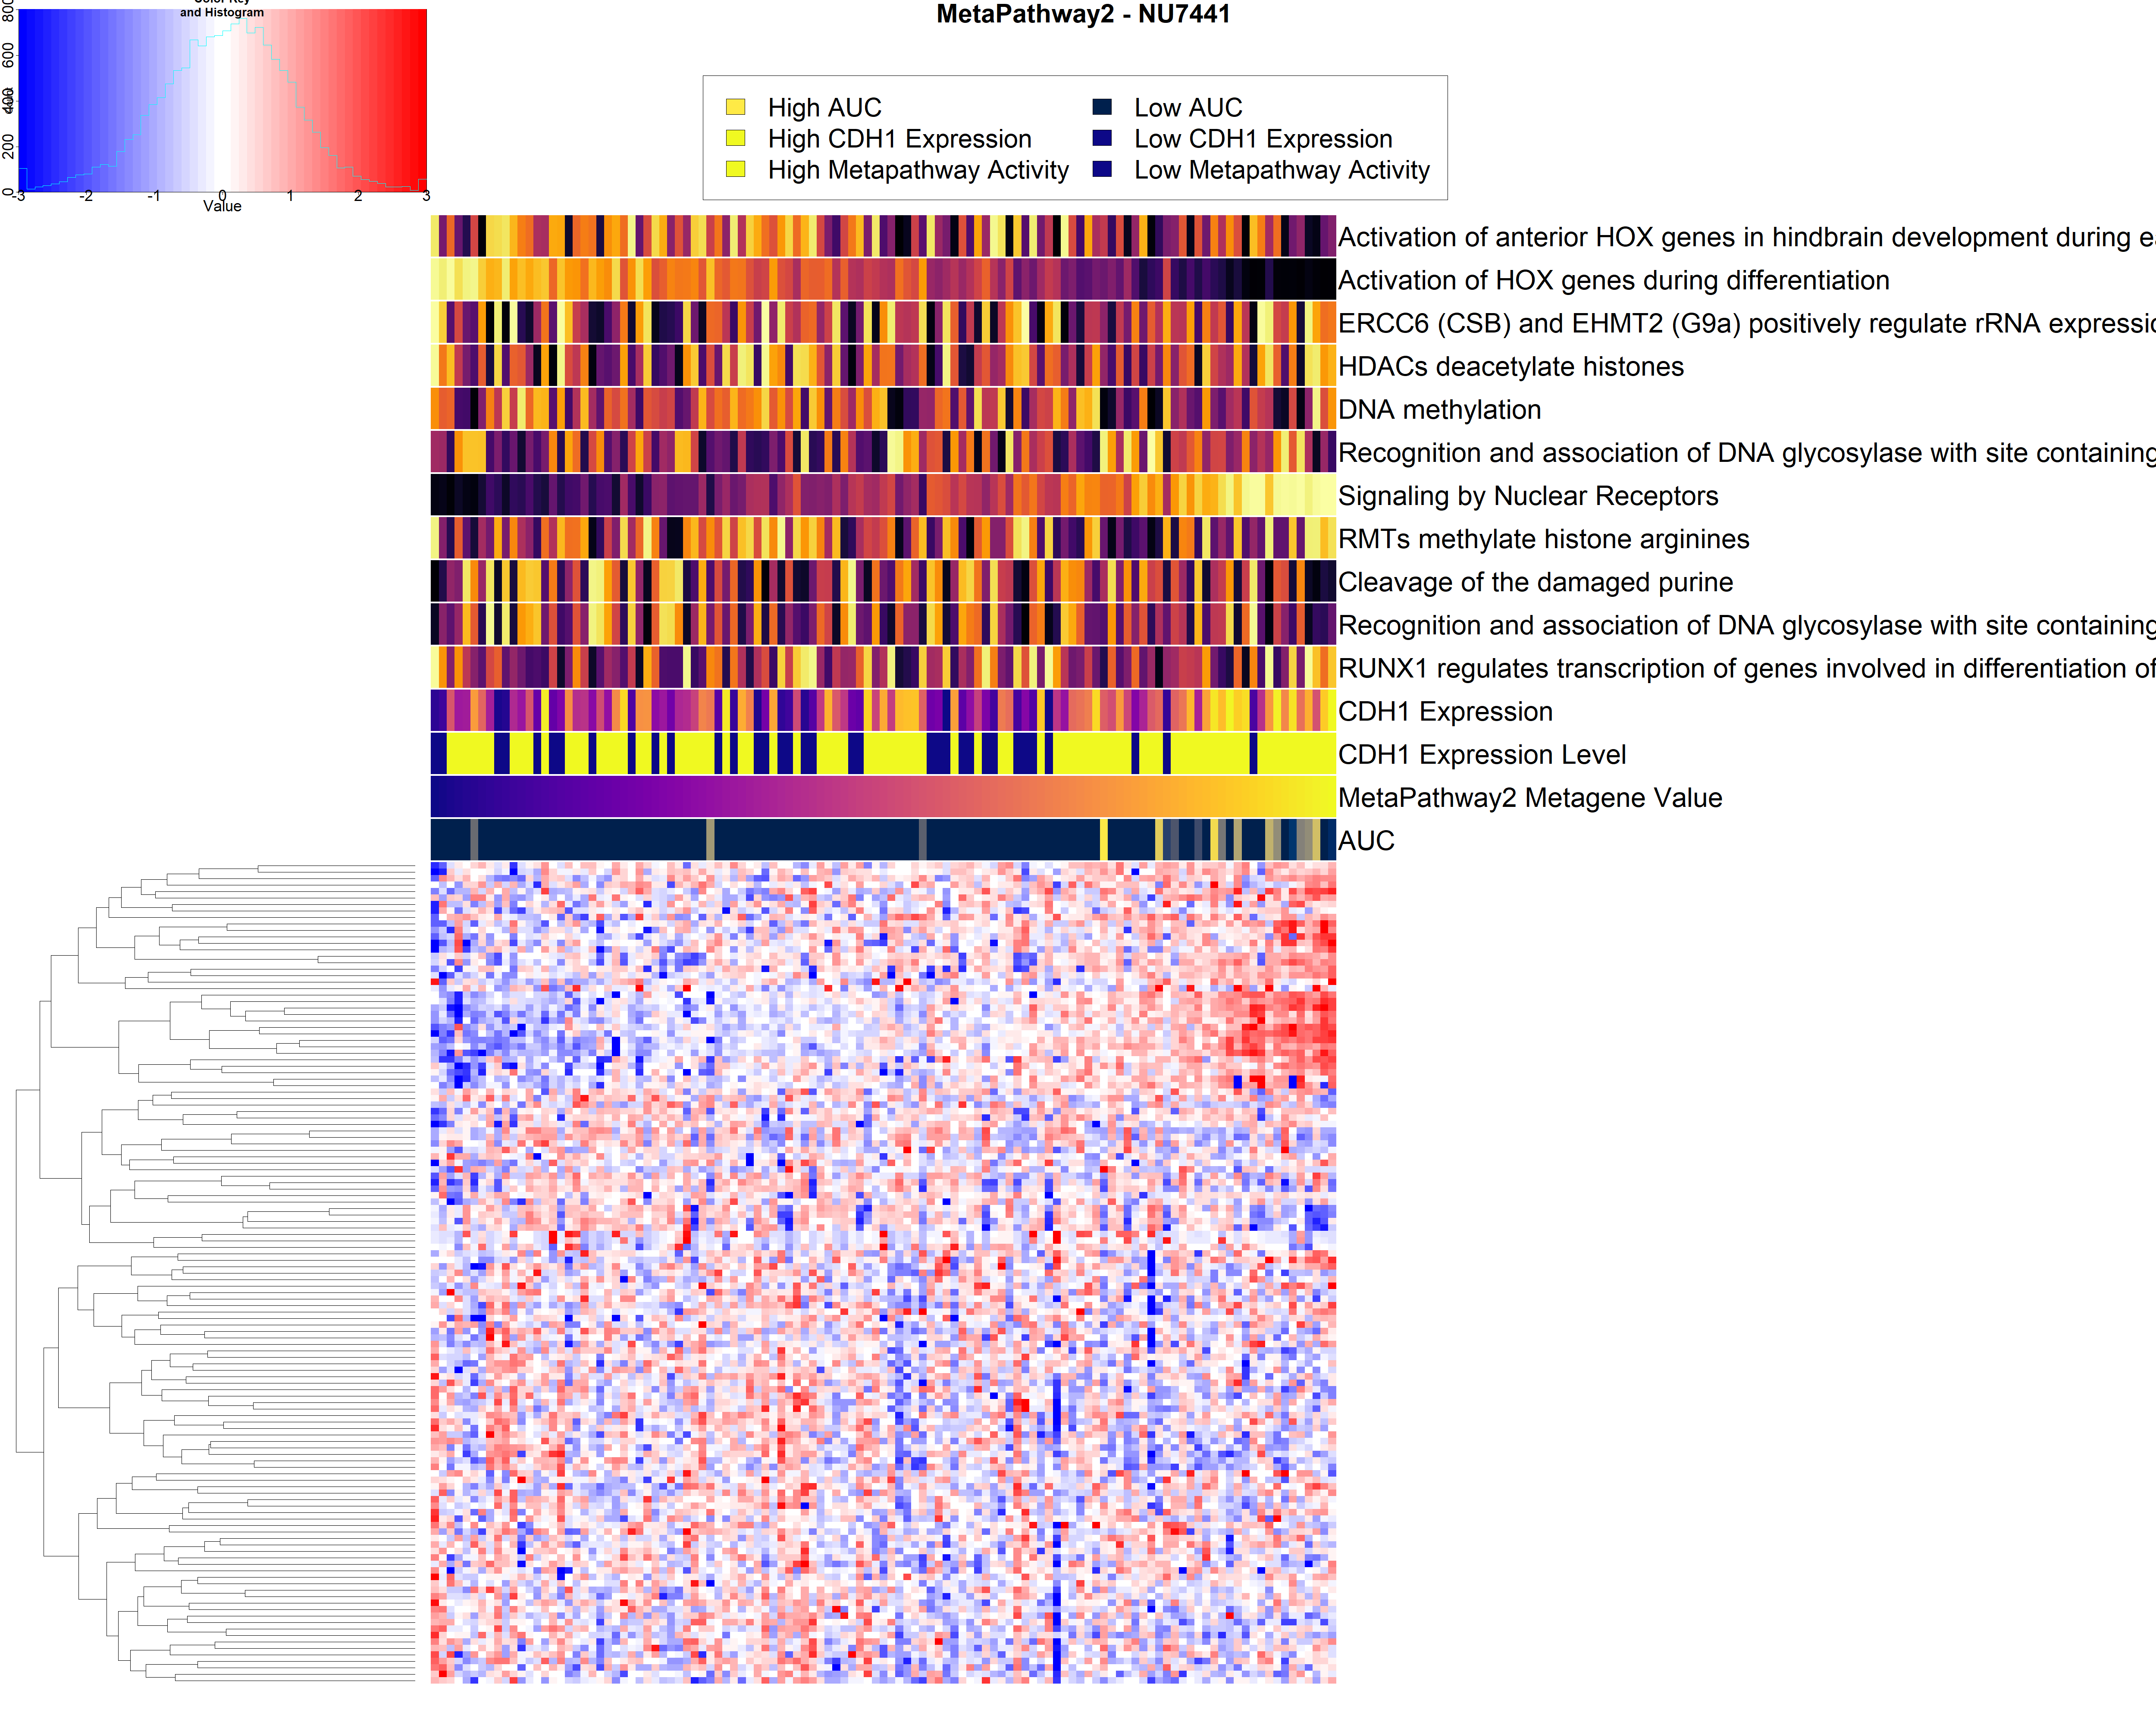 Color Key
and Histogram
MetaPathway2 - NU7441
800
600
400
200
0
-3 -2 -1 0 1 2 3
Value
High AUC Low AUC
High CDH1 Expression Low CDH1 Expression
High Metapathway Activity Low Metapathway Activity
Activation of anterior HOX genes in hindbrain development during e
Activation of HOX genes during differentiation
ERCC6 (CSB) and EHMT2 (G9a) positively regulate rRNA expressio
HDACs deacetylate histones
DNA methylation
Recognition and association of DNA glycosylase with site containing
Signaling by Nuclear Receptors
RMTs methylate histone arginines
Cleavage of the damaged purine
Recognition and association of DNA glycosylase with site containing
RUNX1 regulates transcription of genes involved in differentiation of
CDH1 Expression
CDH1 Expression Level
MetaPathway2 Metagene Value
AUC